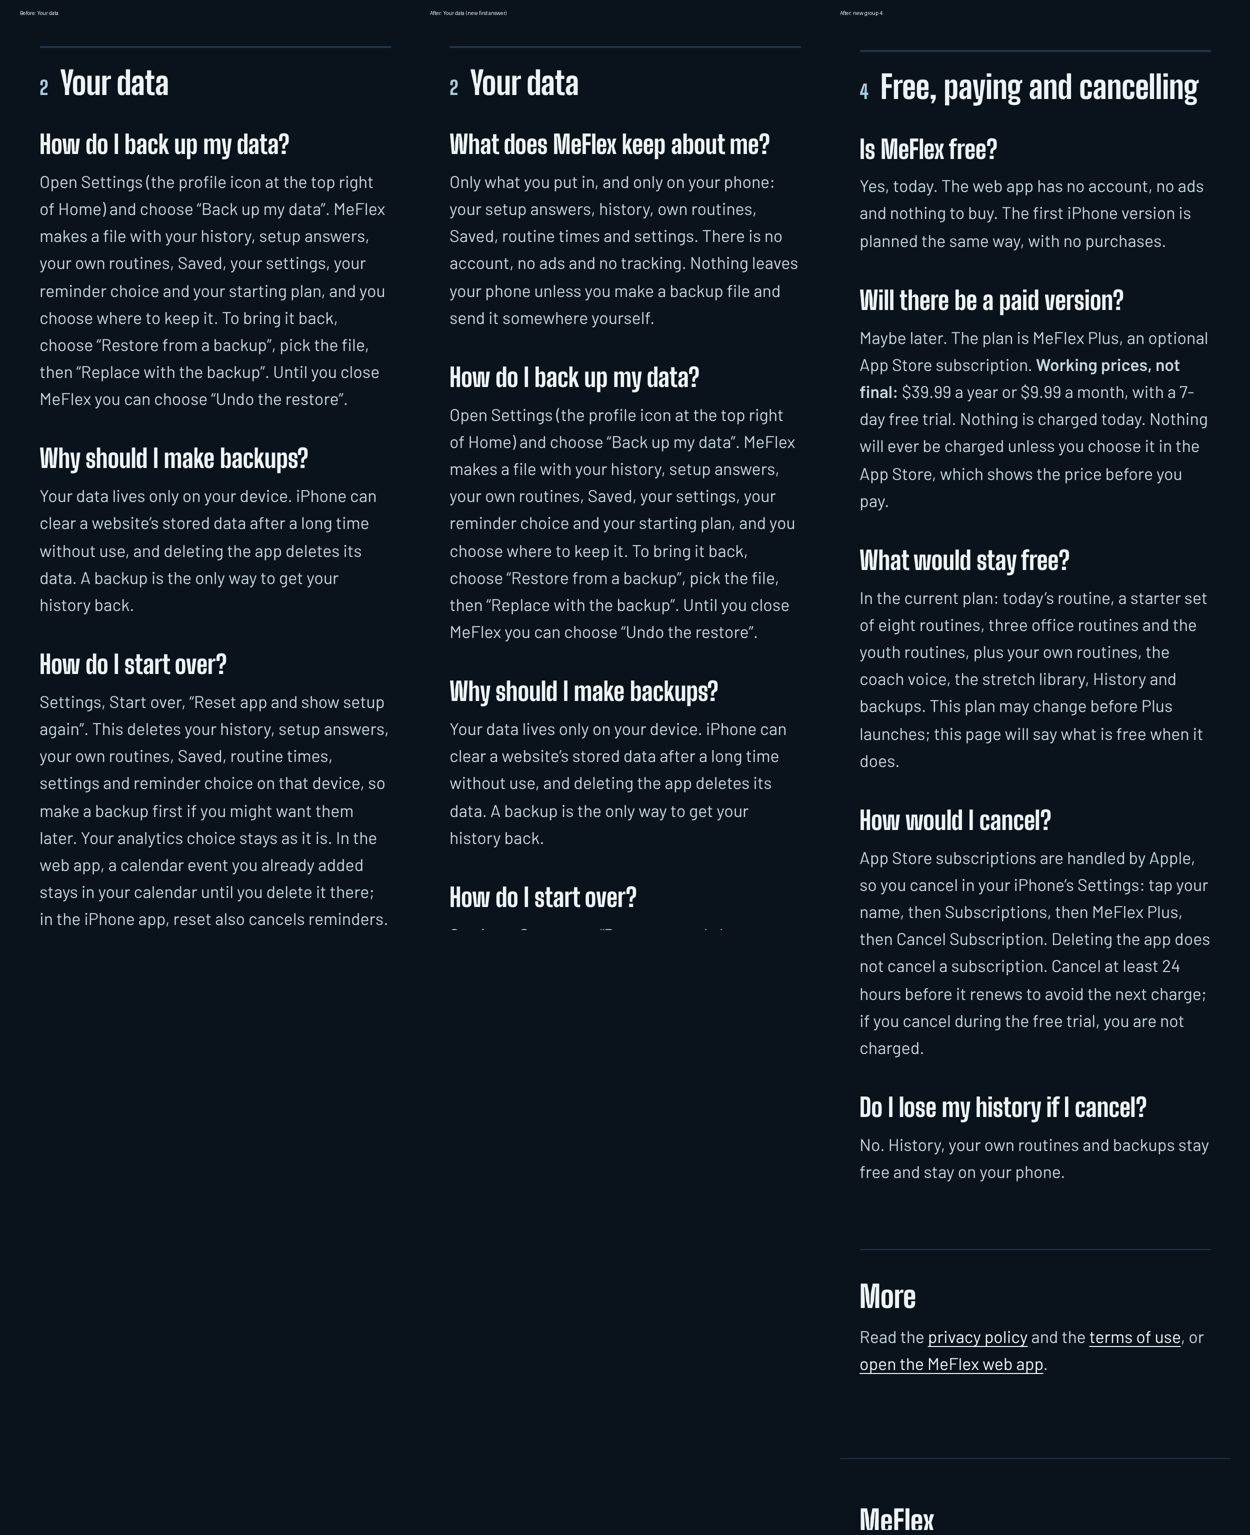 Before: Your data
2 Your data
How do I back up my data?
Open Settings (the profile icon at the top right
of Home) and choose “Back up my data”. MeFlex
makes a file with your history, setup answers,
your own routines, Saved, your settings, your
reminder choice and your starting plan, and you
choose where to keep it. To bring it back,
choose “Restore from a backup”, pick the file,
then “Replace with the backup”. Until you close
MeFlex you can choose “Undo the restore”.
Why should I make backups?
Your data lives only on your device. iPhone can
clear a website’s stored data after a long time
without use, and deleting the app deletes its
data. A backup is the only way to get your
history back.
How do I start over?
Settings, Start over, “Reset app and show setup
again”. This deletes your history, setup answers,
your own routines, Saved, routine times,
settings and reminder choice on that device, so
make a backup first if you might want them
later. Your analytics choice stays as it is. In the
web app, a calendar event you already added
stays in your calendar until you delete it there;
in the iPhone app, reset also cancels reminders.
After: Your data (new first answer)
2 Your data
What does MeFlex keep about me?
Only what you put in, and only on your phone:
your setup answers, history, own routines,
Saved, routine times and settings. There is no
account, no ads and no tracking. Nothing leaves
your phone unless you make a backup file and
send it somewhere yourself.
How do I back up my data?
Open Settings (the profile icon at the top right
of Home) and choose “Back up my data”. MeFlex
makes a file with your history, setup answers,
your own routines, Saved, your settings, your
reminder choice and your starting plan, and you
choose where to keep it. To bring it back,
choose “Restore from a backup”, pick the file,
then “Replace with the backup”. Until you close
MeFlex you can choose “Undo the restore”.
Why should I make backups?
Your data lives only on your device. iPhone can
clear a website’s stored data after a long time
without use, and deleting the app deletes its
data. A backup is the only way to get your
history back.
How do I start over?
After: new group 4
4 Free, paying and cancelling
Is MeFlex free?
Yes, today. The web app has no account, no ads
and nothing to buy. The first iPhone version is
planned the same way, with no purchases.
Will there be a paid version?
Maybe later. The plan is MeFlex Plus, an optional
App Store subscription. Working prices, not
final: $39.99 a year or $9.99 a month, with a 7-
day free trial. Nothing is charged today. Nothing
will ever be charged unless you choose it in the
App Store, which shows the price before you
pay.
What would stay free?
In the current plan: today’s routine, a starter set
of eight routines, three office routines and the
youth routines, plus your own routines, the
coach voice, the stretch library, History and
backups. This plan may change before Plus
launches; this page will say what is free when it
does.
How would I cancel?
App Store subscriptions are handled by Apple,
so you cancel in your iPhone’s Settings: tap your
name, then Subscriptions, then MeFlex Plus,
then Cancel Subscription. Deleting the app does
not cancel a subscription. Cancel at least 24
hours before it renews to avoid the next charge;
if you cancel during the free trial, you are not
charged.
Do I lose my history if I cancel?
No. History, your own routines and backups stay
free and stay on your phone.
More
Read the privacy policy and the terms of use, or
open the MeFlex web app.
MeFlex